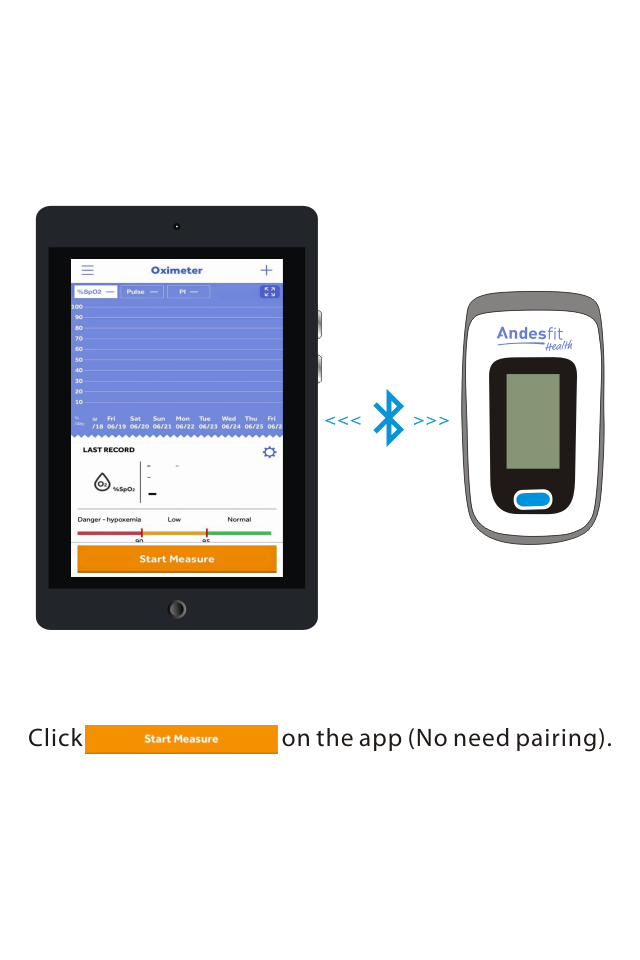 Oximeter
%SpO2 — Pulse — PI —
100
90
80
70
60
50
40
30
20
10
Fri Sat Sun Mon Tue Wed Thu Fri
/18 06/19 06/20 06/21 06/22 06/23 06/24 06/25 06/2
LAST RECORD
O2 %SpO2
Danger - hypoxemia Low Normal
90 95
Start Measure
<<< >>>
Andesfit
Health
Click Start Measure on the app (No need pairing).